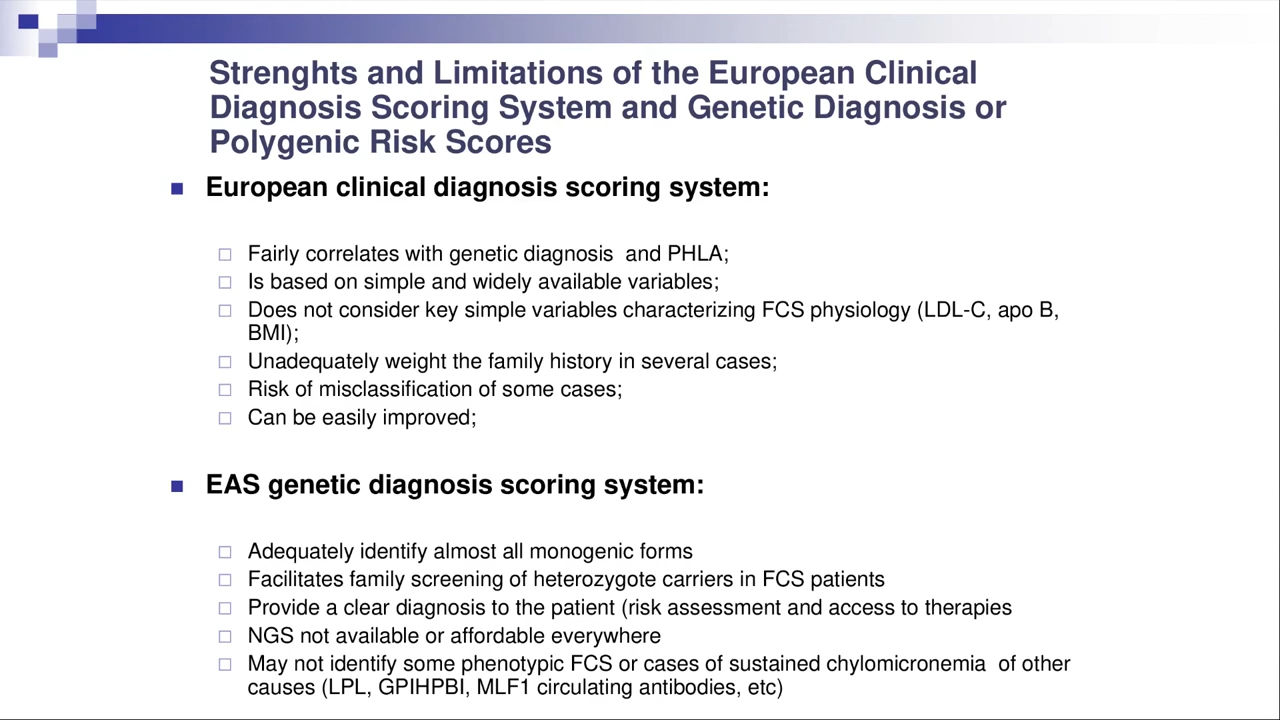 Strenghts and Limitations of the European Clinical
Diagnosis Scoring System and Genetic Diagnosis or
Polygenic Risk Scores
European clinical diagnosis scoring system:
Fairly correlates with genetic diagnosis  and PHLA;
Is based on simple and widely available variables;
Does not consider key simple variables characterizing FCS physiology (LDL-C, apo B,
BMI);
Unadequately weight the family history in several cases;
Risk of misclassification of some cases;
Can be easily improved;
EAS genetic diagnosis scoring system:
Adequately identify almost all monogenic forms
Facilitates family screening of heterozygote carriers in FCS patients
Provide a clear diagnosis to the patient (risk assessment and access to therapies
NGS not available or affordable everywhere
May not identify some phenotypic FCS or cases of sustained chylomicronemia  of other
causes (LPL, GPIHPBI, MLF1 circulating antibodies, etc)